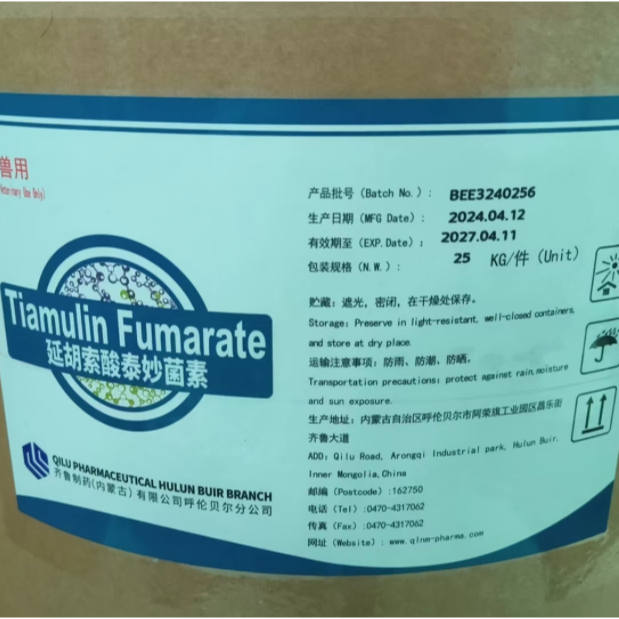 兽用
Veterinary Use Only)
产品批号 (Batch No.) : BEE3240256
生产日期 (MFG Date) : 2024.04.12
有效期至 (EXP.Date) : 2027.04.11
包装规格 (N.W.) : 25 KG/件 (Unit)
Tiamulin Fumarate
延胡索酸泰妙菌素
贮藏: 遮光, 密闭, 在干燥处保存。
Storage: Preserve in light-resistant, well-closed containers,
and store at dry place.
运输注意事项: 防雨、防潮、防晒。
Transportation precautions: protect against rain, moisture
and sun exposure.
生产地址: 内蒙古自治区呼伦贝尔市阿荣旗工业园区昌乐街
齐鲁大道
ADD: Qilu Road, Arongqi Industrial park, Hulun Buir,
Inner Mongolia,China
邮编 (Postcode) :162750
电话 (Tel) :0470-4317062
传真 (Fax) :0470-4317062
网址 (Website) : www.qlnm-pharma.com
QILU PHARMACEUTICAL HULUN BUIR BRANCH
齐鲁制药(内蒙古)有限公司呼伦贝尔分公司